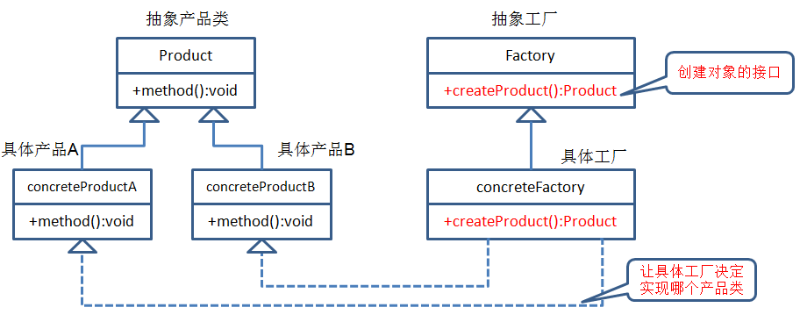 抽象产品类
抽象工厂
Product
Factory
+method():void
+createProduct():Product
创建对象的接口
具体产品A
具体产品B
具体工厂
concreteProductA
concreteProductB
concreteFactory
+method():void
+method():void
+createProduct():Product
让具体工厂决定
实现哪个产品类